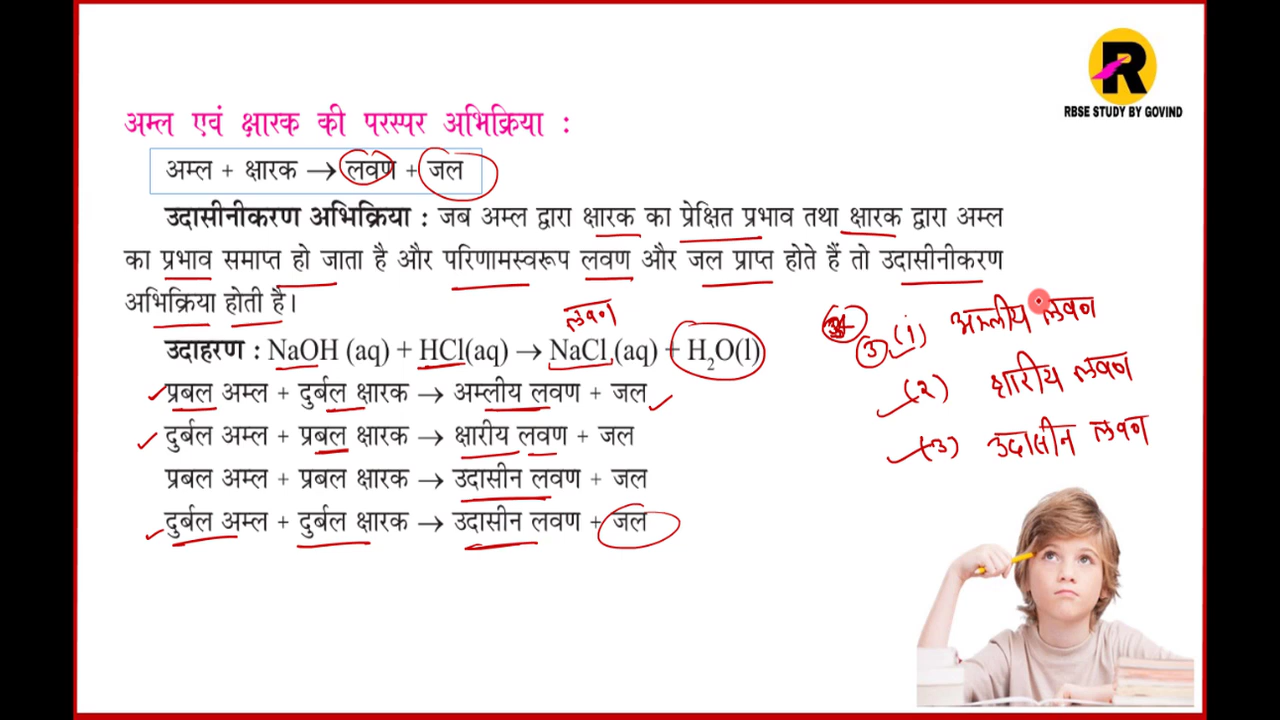 R
RBSE STUDY BY GOVIND
अम्ल एवं क्षारक की परस्पर अभिक्रिया :
अम्ल + क्षारक → लवण + जल
उदासीनीकरण अभिक्रिया : जब अम्ल द्वारा क्षारक का प्रेक्षित प्रभाव तथा क्षारक द्वारा अम्ल
का प्रभाव समाप्त हो जाता है और परिणामस्वरूप लवण और जल प्राप्त होते हैं तो उदासीनीकरण
अभिक्रिया होती है।
लवण
उदाहरण : NaOH (aq) + HCl(aq) → NaCl (aq) + H₂O(l)
प्रबल अम्ल + दुर्बल क्षारक → अम्लीय लवण + जल
दुर्बल अम्ल + प्रबल क्षारक → क्षारीय लवण + जल
प्रबल अम्ल + प्रबल क्षारक → उदासीन लवण + जल
दुर्बल अम्ल + दुर्बल क्षारक → उदासीन लवण + जल
3 (i) अम्लीय लवण
(२) क्षारीय लवण
(३) उदासीन लवण